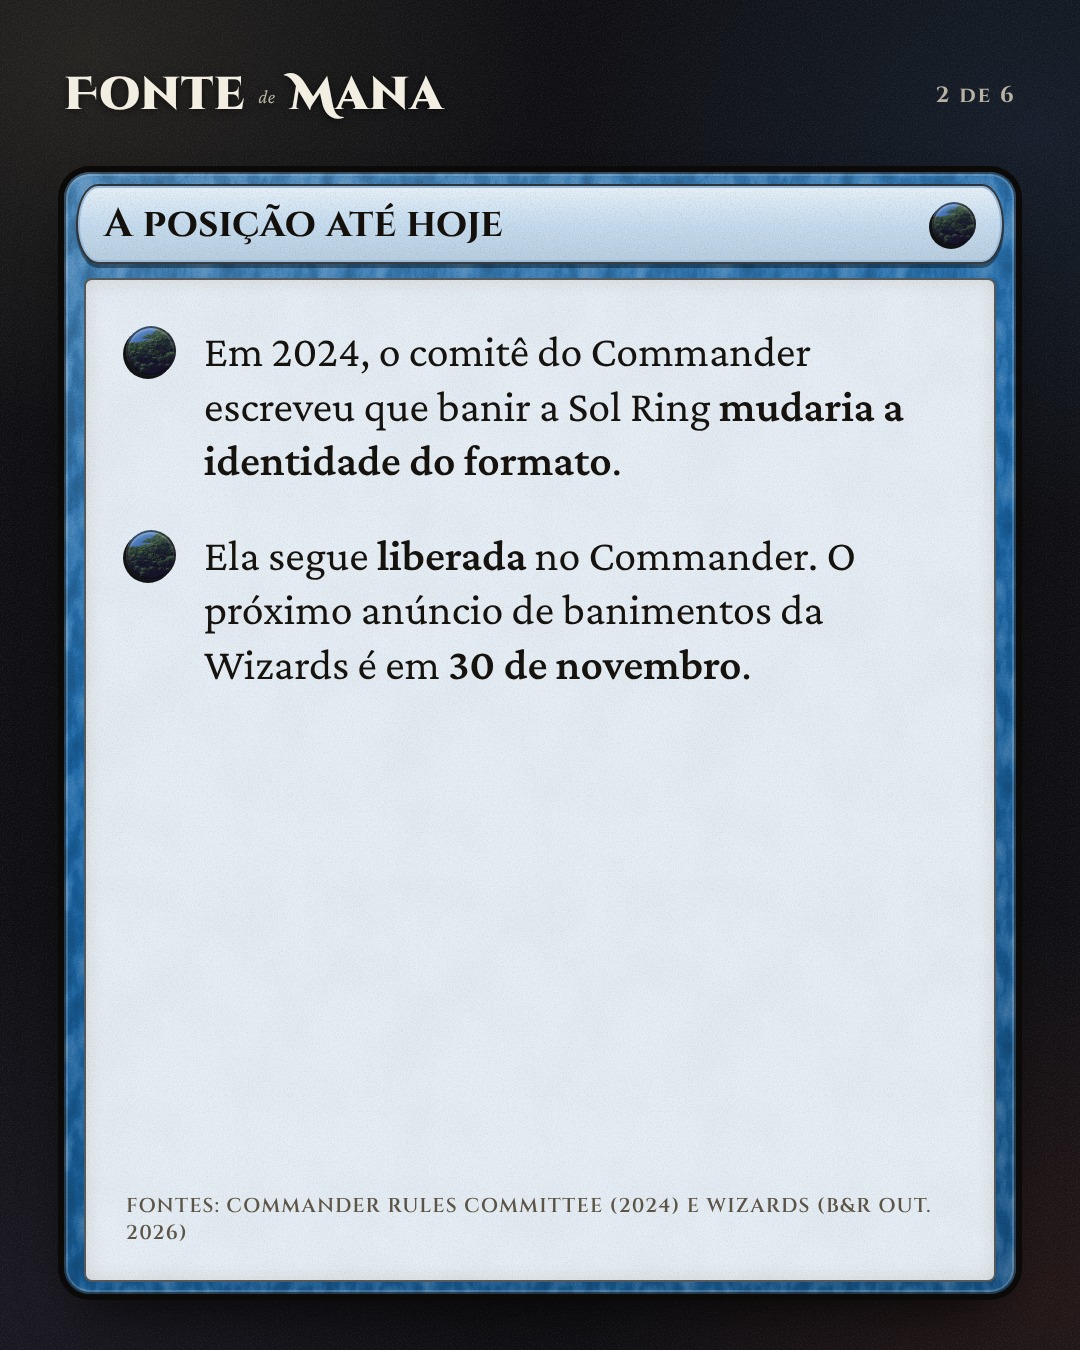 Fonte de Mana
2 de 6
A posição até hoje
Em 2024, o comitê do Commander
escreveu que banir a Sol Ring mudaria a
identidade do formato.
Ela segue liberada no Commander. O
próximo anúncio de banimentos da
Wizards é em 30 de novembro.
FONTES: COMMANDER RULES COMMITTEE (2024) E WIZARDS (B&R OUT.
2026)